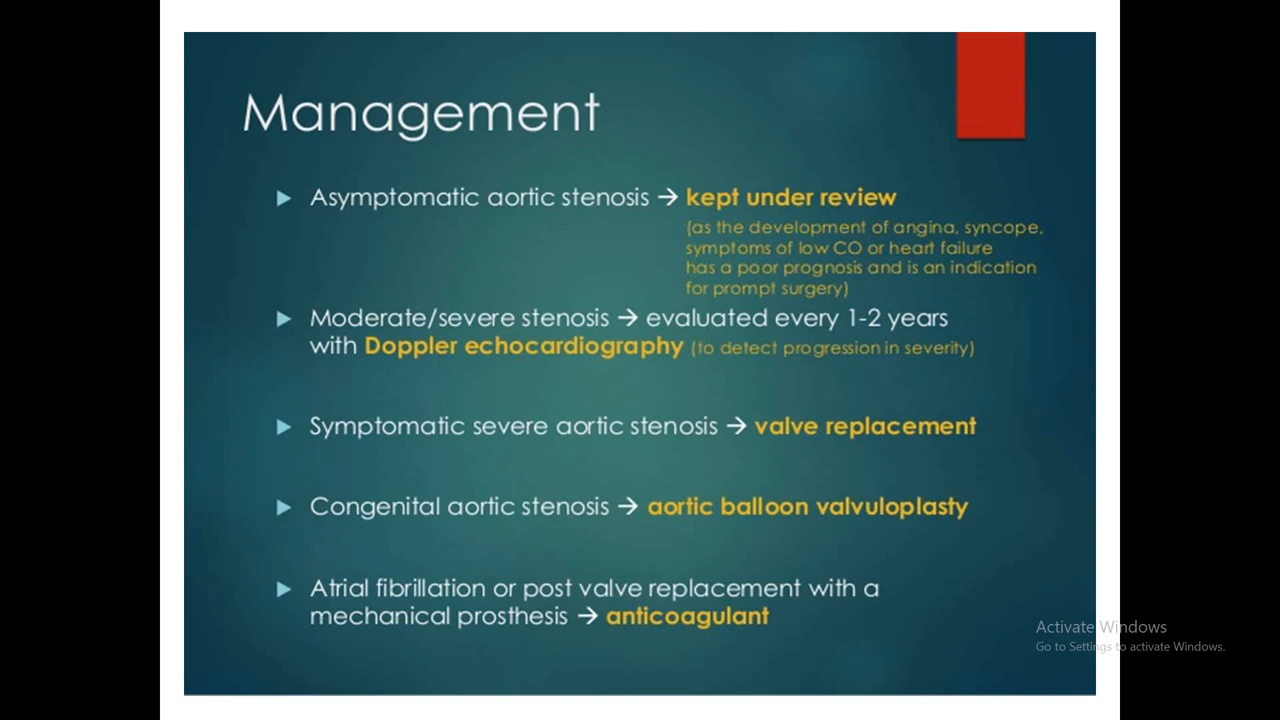 Management
Asymptomatic aortic stenosis → kept under review
(as the development of angina, syncope,
symptoms of low CO or heart failure
has a poor prognosis and is an indication
for prompt surgery)
Moderate/severe stenosis → evaluated every 1-2 years
with Doppler echocardiography (to detect progression in severity)
Symptomatic severe aortic stenosis → valve replacement
Congenital aortic stenosis → aortic balloon valvuloplasty
Atrial fibrillation or post valve replacement with a
mechanical prosthesis → anticoagulant
Activate Windows
Go to Settings to activate Windows.